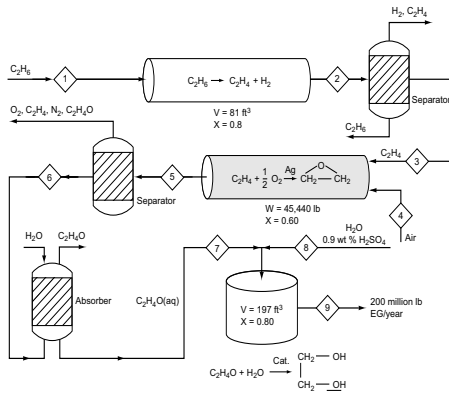 H₂, C₂H₄
C₂H₆
1
C₂H₆ → C₂H₄ + H₂
2
V = 81 ft³
X = 0.8
Separator
C₂H₆
O₂, C₂H₄, N₂, C₂H₄O
6
5
C₂H₄ + 1/2 O₂ Ag → CH₂ O CH₂
C₂H₄
3
Separator
W = 45,440 lb
X = 0.60
4
Air
H₂O
C₂H₄O
7
8
H₂O
0.9 wt % H₂SO₄
Absorber
C₂H₄O(aq)
V = 197 ft³
X = 0.80
9
200 million lb
EG/year
C₂H₄O + H₂O Cat. →
CH₂ – OH
CH₂ – OH